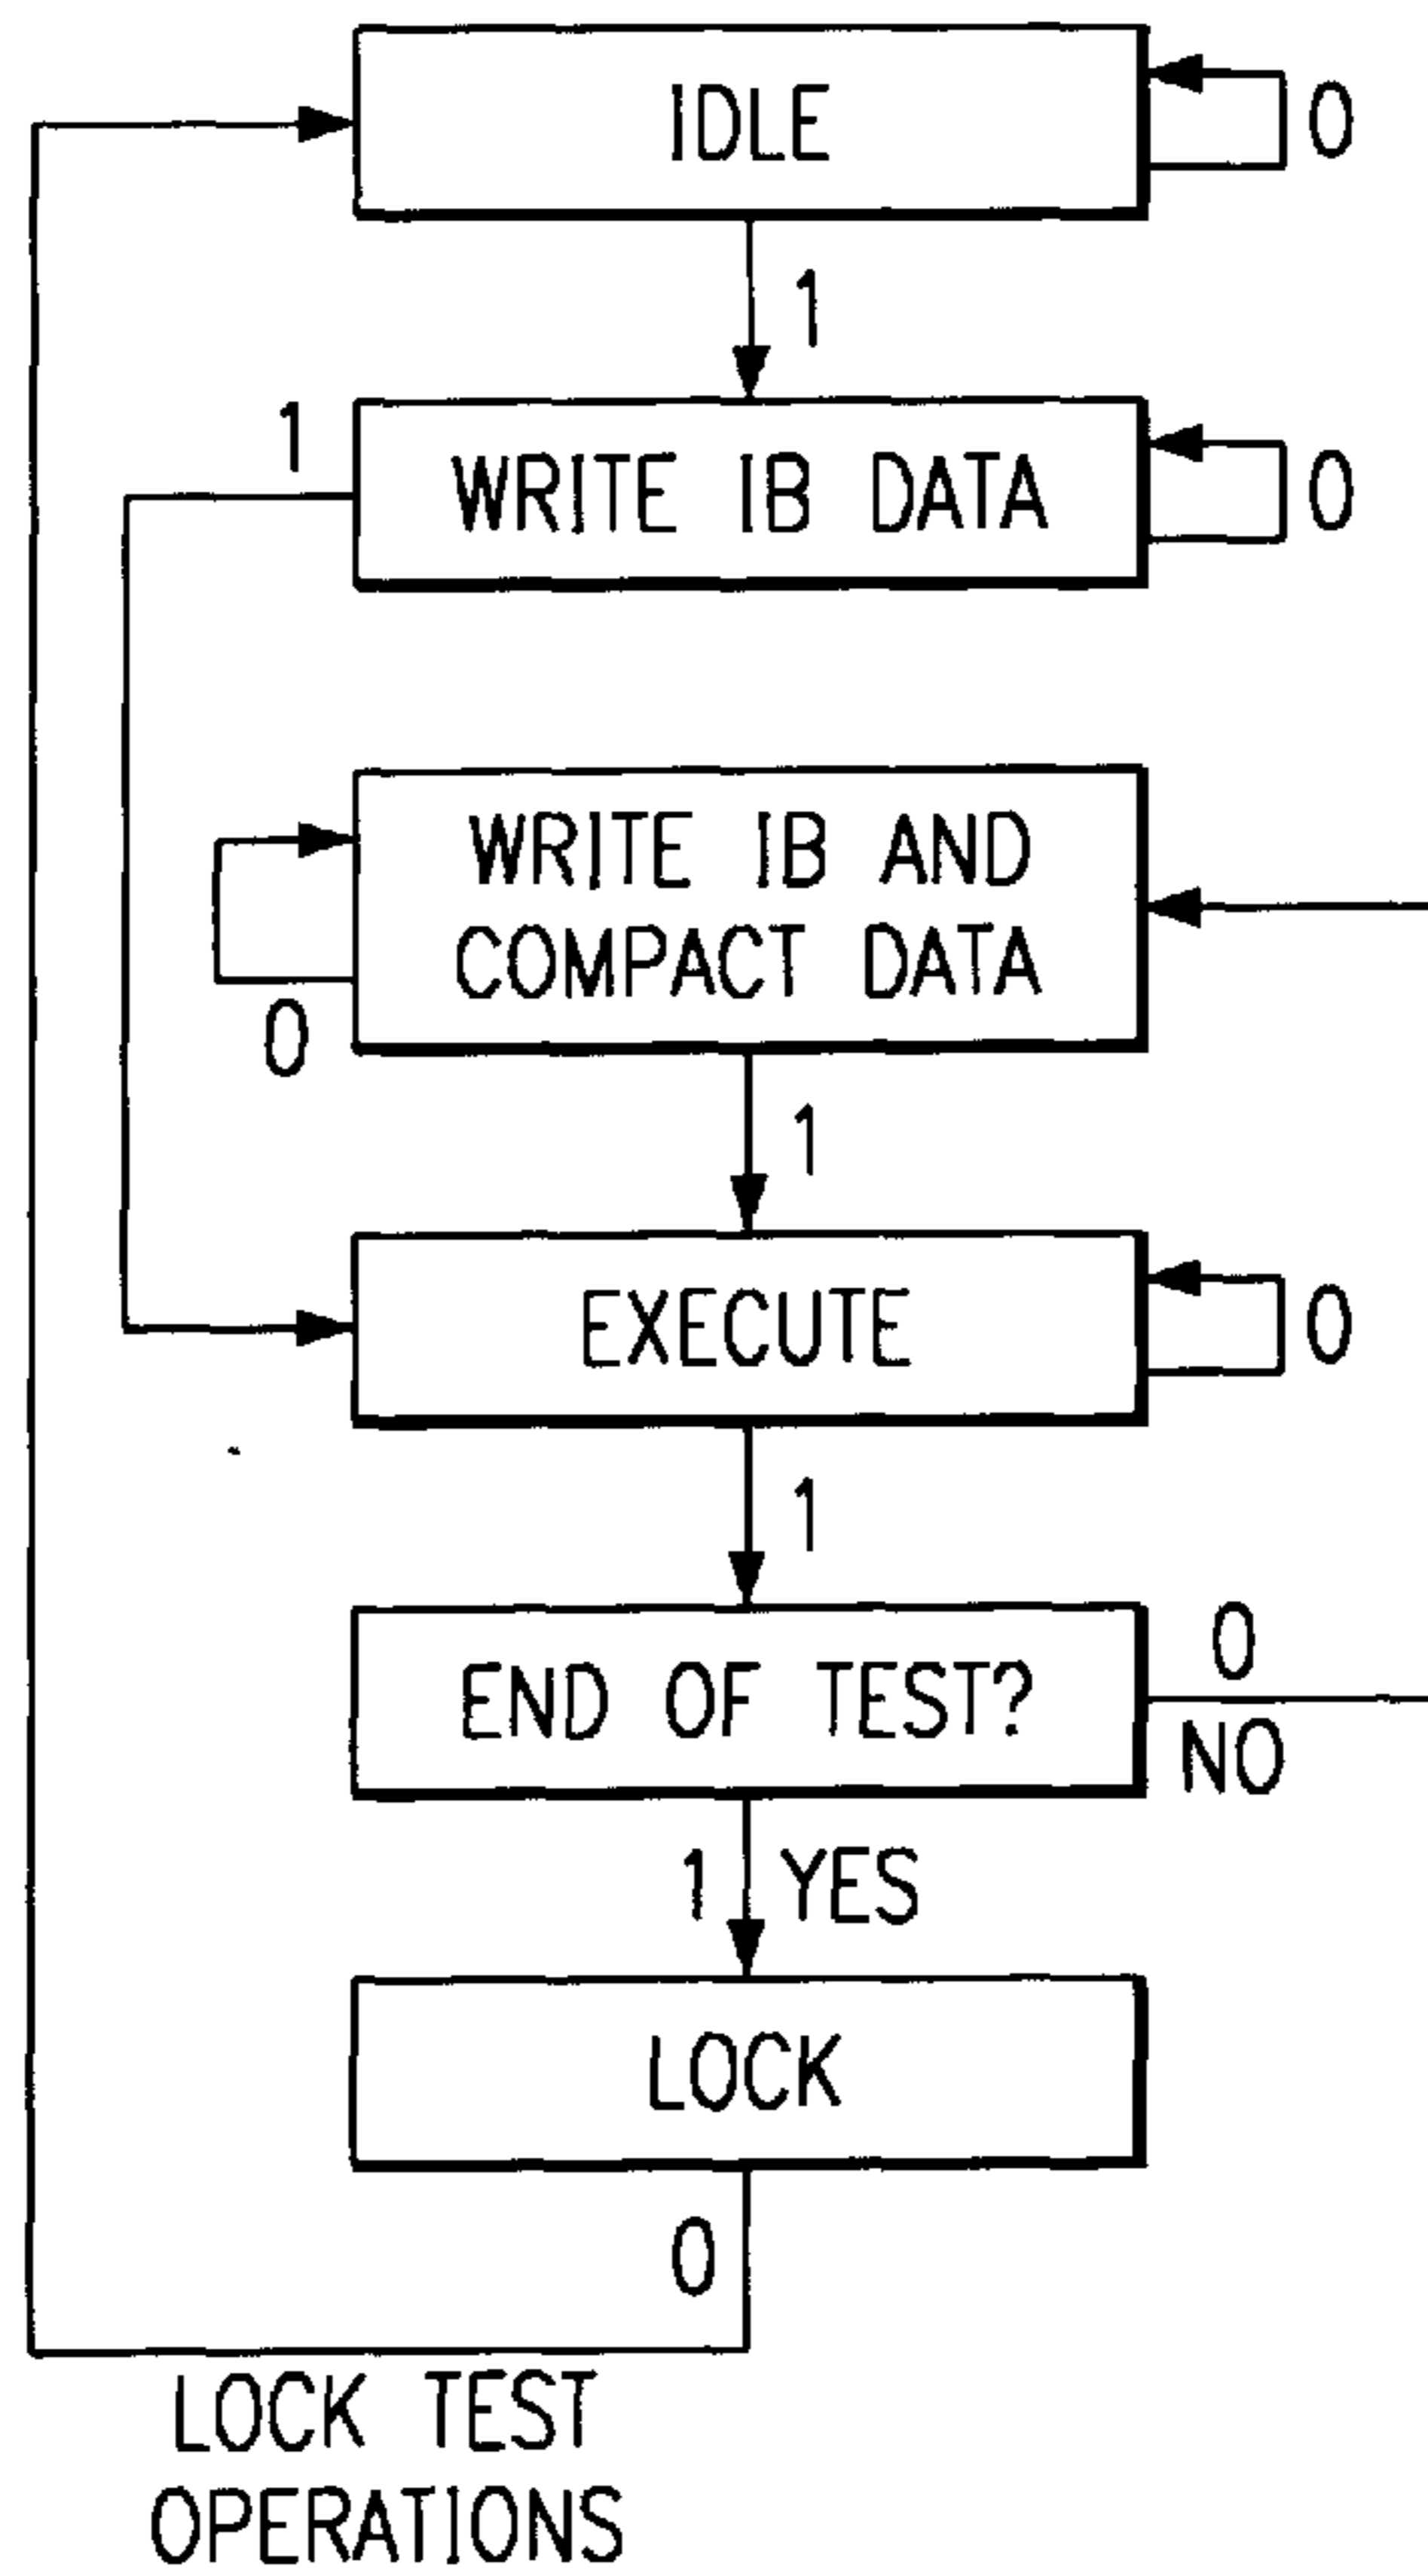 IDLE
0
1
1
WRITE IB DATA
0
WRITE IB AND
COMPACT DATA
0
1
EXECUTE
0
1
END OF TEST?
0
NO
1 YES
LOCK
0
LOCK TEST
OPERATIONS